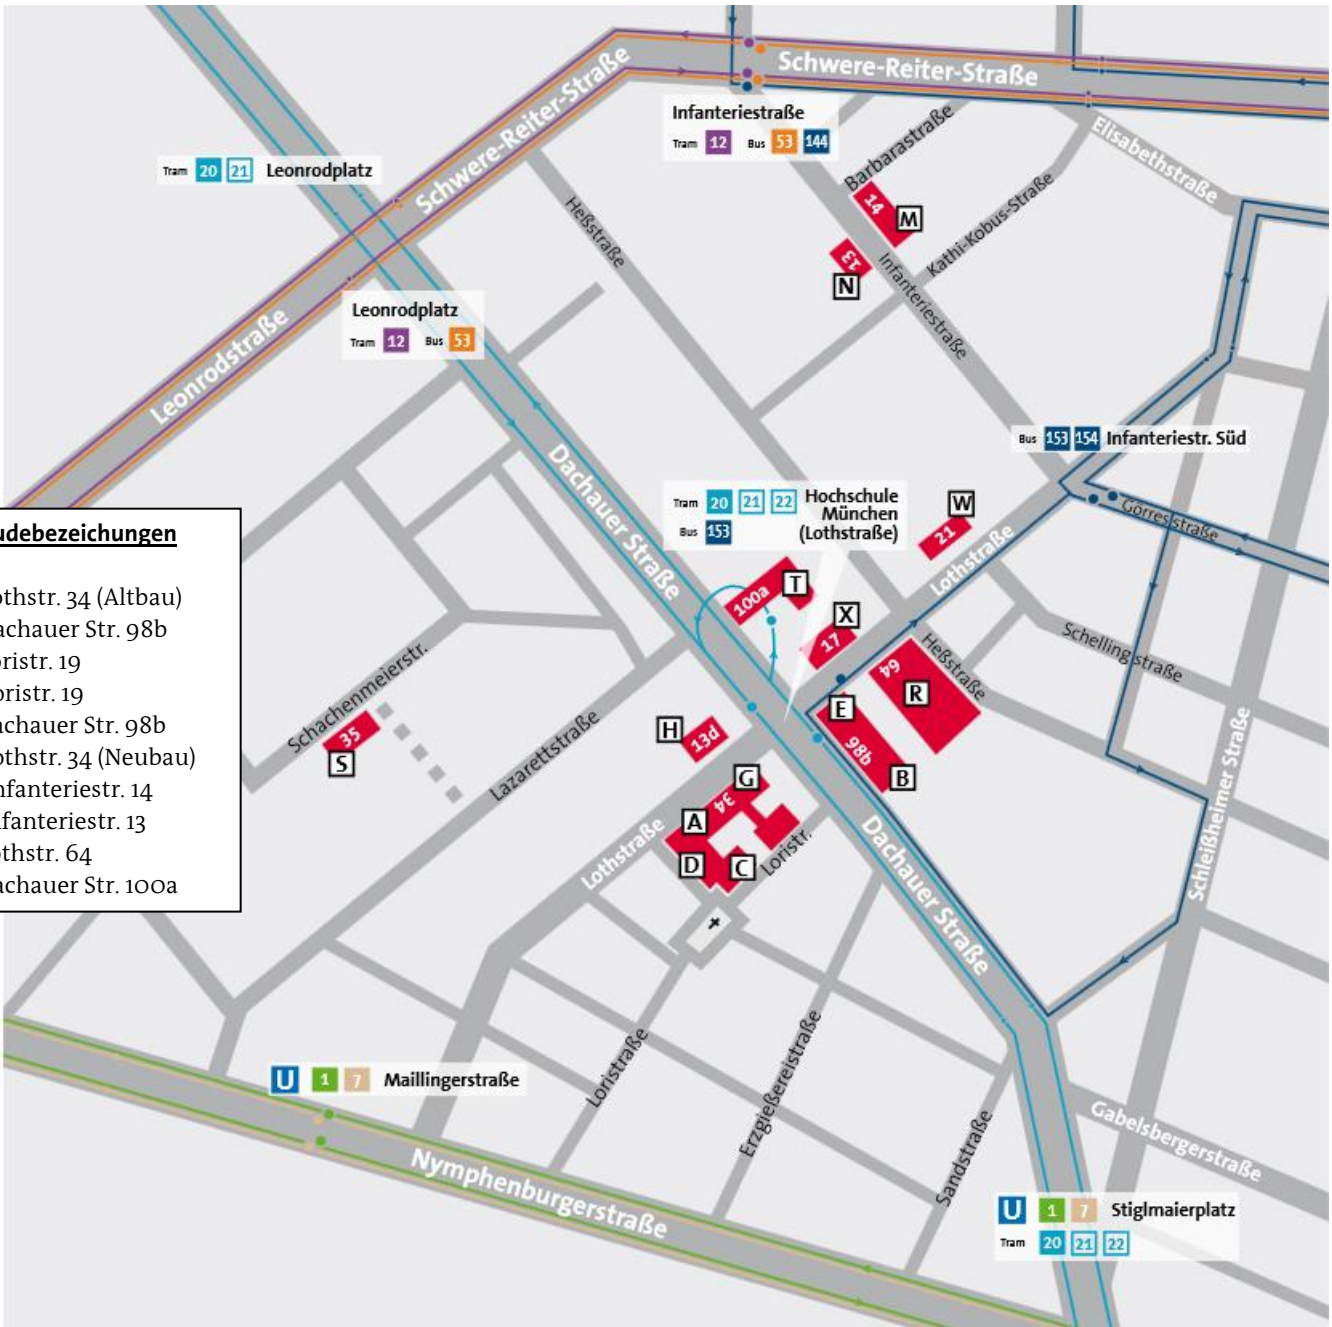 Schwere-Reiter-Straße
Infanteriestraße
Tram 12 Bus 53 144
Schwere-Reiter-Straße
Barbarastraße
Elisabethstraße
Tram 20 21 Leonrodplatz
14
M
Kathi-Kobus-Straße
Heßstraße
13
N
Infanteriestraße
Leonrodplatz
Tram 12 Bus 53
Leonrodstraße
Bus 153 154 Infanteriestr. Süd
Dachauer Straße
Tram 20 21 22 Hochschule
München
Bus 153 (Lothstraße)
W
21
Görresstraße
Lothstraße
udebezeichungen
othstr. 34 (Altbau)
achauer Str. 98b
oristr. 19
oristr. 19
achauer Str. 98b
othstr. 34 (Neubau)
nfanteriestr. 14
nfanteriestr. 13
othstr. 64
achauer Str. 100a
T
100a
X
17
Heßstraße
Schellingstraße
64
R
Schachenmeierstr.
35
S
Lazarettstraße
H
13d
E
98b
B
G
34
A
D
C
Loristr.
Lothstraße
Dachauer Straße
Schleißheimer Straße
Loristraße
Erzgießereistraße
Sandstraße
U 1 7 Maillingerstraße
Nymphenburgerstraße
Gabelsbergerstraße
U 1 7 Stiglmaierplatz
Tram 20 21 22